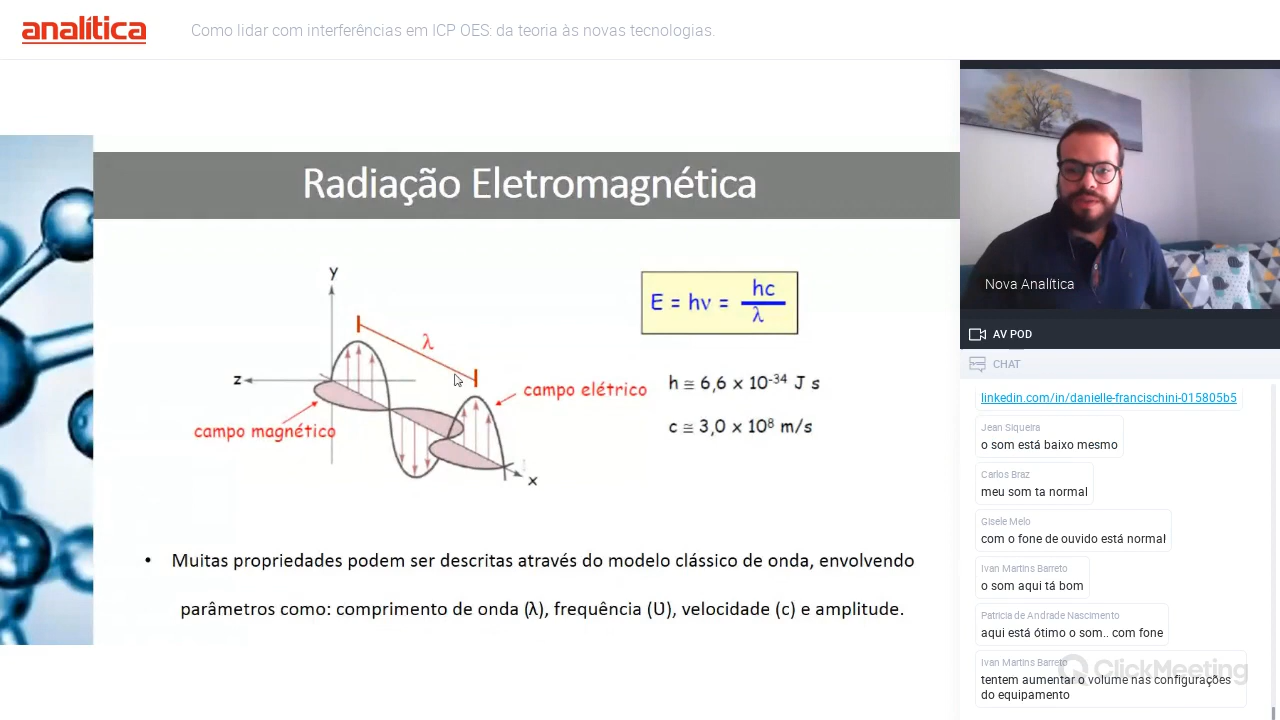 analítica
Como lidar com interferências em ICP OES: da teoria às novas tecnologias.
Radiação Eletromagnética
y
λ
z
campo elétrico
campo magnético
x
E = hν = hc
λ
h ≅ 6,6 x 10⁻³⁴ J s
c ≅ 3,0 x 10⁸ m/s
• Muitas propriedades podem ser descritas através do modelo clássico de onda, envolvendo
parâmetros como: comprimento de onda (λ), frequência (Ʋ), velocidade (c) e amplitude.
Nova Analítica
AV POD
CHAT
linkedin.com/in/danielle-francischini-015805b5
Jean Siqueira
o som está baixo mesmo
Carlos Braz
meu som ta normal
Gisele Melo
com o fone de ouvido está normal
Ivan Martins Barreto
o som aqui tá bom
Patricia de Andrade Nascimento
aqui está ótimo o som.. com fone
Ivan Martins Barreto
tentem aumentar o volume nas configurações
do equipamento
ClickMeeting